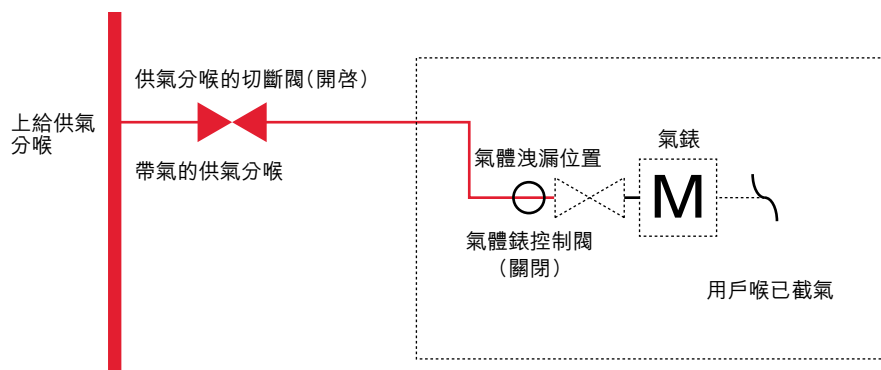 上給供氣
分喉
供氣分喉的切斷閥(開啓)
帶氣的供氣分喉
氣體洩漏位置
氣錶
M
氣體錶控制閥
(關閉)
用戶喉已截氣